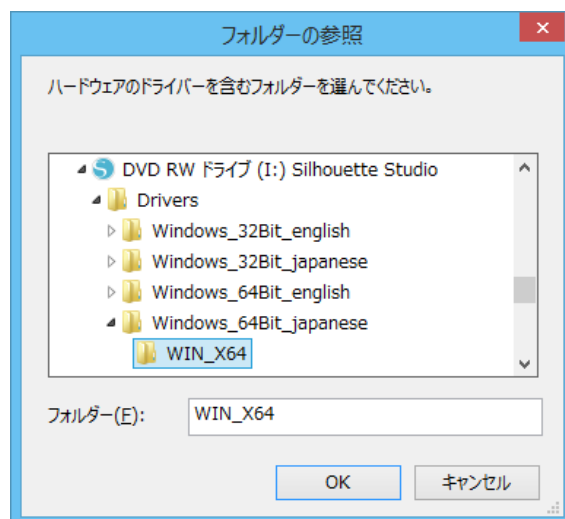 フォルダーの参照
ハードウェアのドライバーを含むフォルダーを選んでください。
DVD RW ドライブ (I:) Silhouette Studio
Drivers
Windows_32Bit_english
Windows_32Bit_japanese
Windows_64Bit_english
Windows_64Bit_japanese
WIN_X64
フォルダー(F): WIN_X64
OK キャンセル